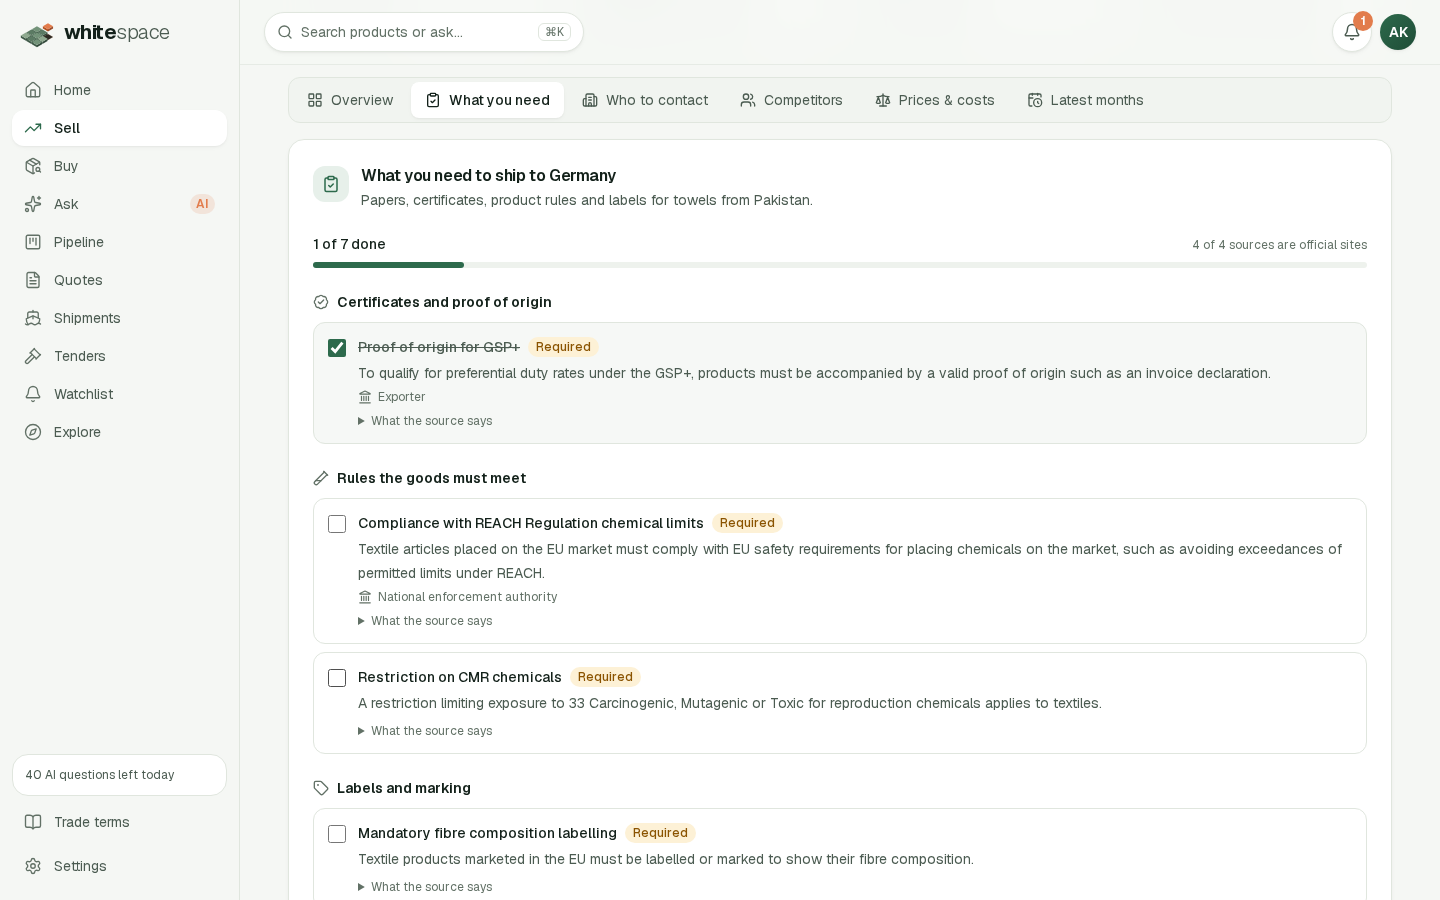 whitespace
Search products or ask...
⌘K
1
AK
Home
Sell
Buy
Ask
AI
Pipeline
Quotes
Shipments
Tenders
Watchlist
Explore
40 AI questions left today
Trade terms
Settings
Overview
What you need
Who to contact
Competitors
Prices & costs
Latest months
What you need to ship to Germany
Papers, certificates, product rules and labels for towels from Pakistan.
1 of 7 done
4 of 4 sources are official sites
Certificates and proof of origin
Proof of origin for GSP+
Required
To qualify for preferential duty rates under the GSP+, products must be accompanied by a valid proof of origin such as an invoice declaration.
Exporter
What the source says
Rules the goods must meet
Compliance with REACH Regulation chemical limits
Required
Textile articles placed on the EU market must comply with EU safety requirements for placing chemicals on the market, such as avoiding exceedances of
permitted limits under REACH.
National enforcement authority
What the source says
Restriction on CMR chemicals
Required
A restriction limiting exposure to 33 Carcinogenic, Mutagenic or Toxic for reproduction chemicals applies to textiles.
What the source says
Labels and marking
Mandatory fibre composition labelling
Required
Textile products marketed in the EU must be labelled or marked to show their fibre composition.
What the source says